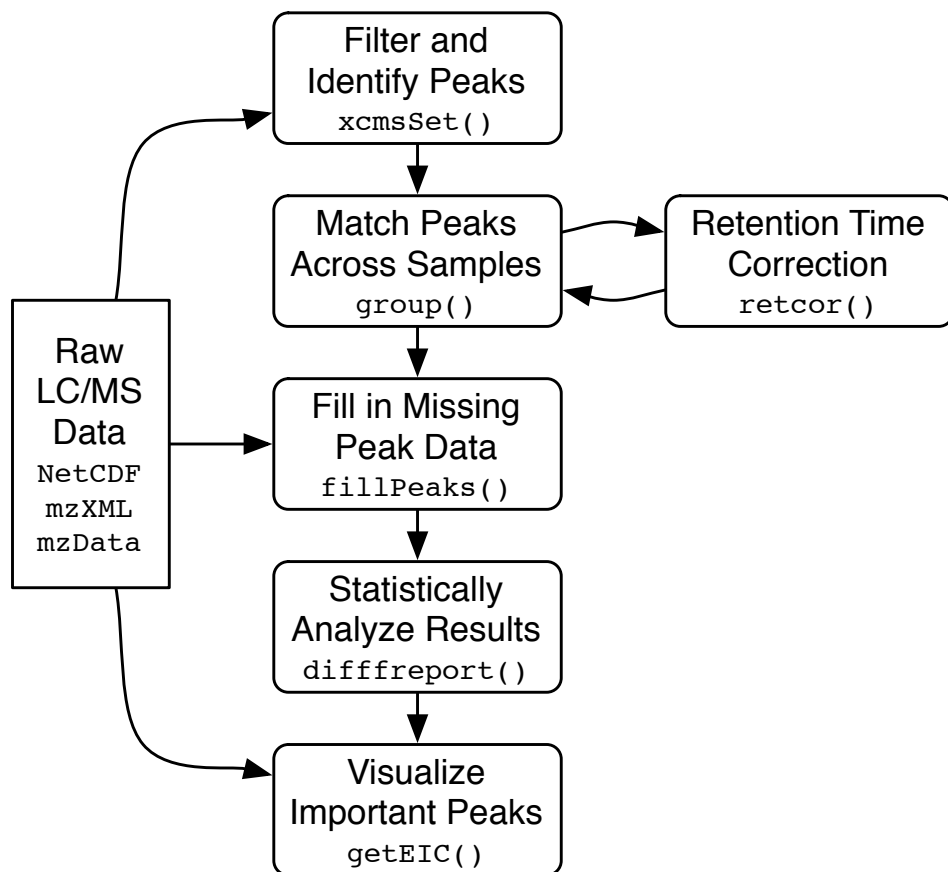 Filter and
Identify Peaks
xcmsSet()
Match Peaks
Across Samples
group()
Retention Time
Correction
retcor()
Raw
LC/MS
Data
NetCDF
mzXML
mzData
Fill in Missing
Peak Data
fillPeaks()
Statistically
Analyze Results
difffreport()
Visualize
Important Peaks
getEIC()